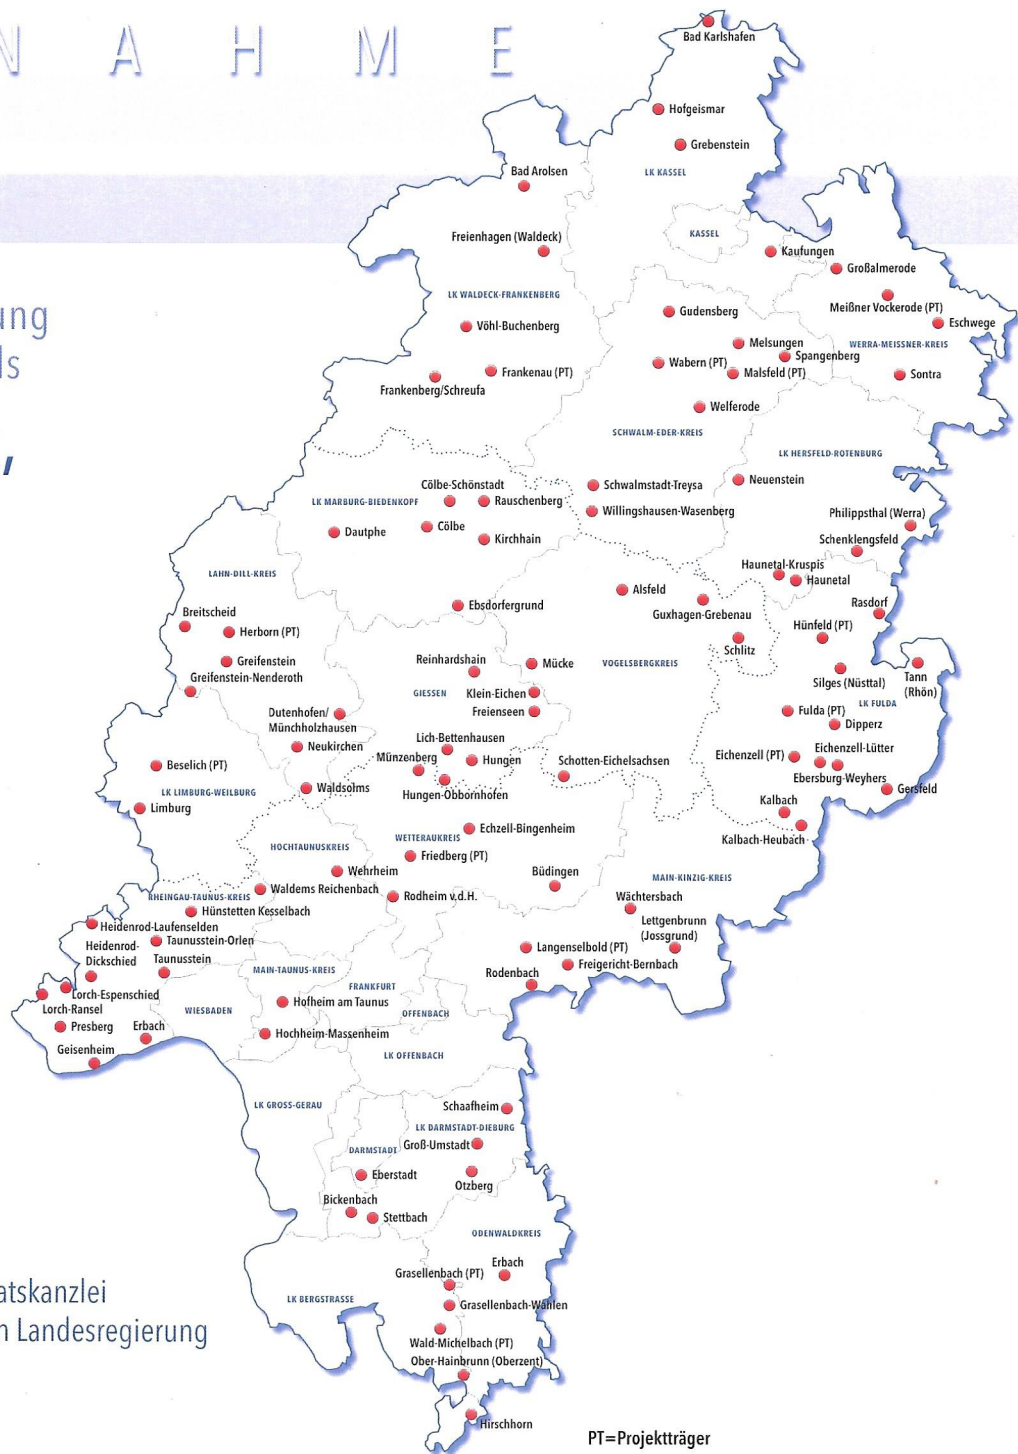 N A H M E
Bad Karlshafen
Hofgeismar
Grebenstein
LK KASSEL
Bad Arolsen
KASSEL
Freienhagen (Waldeck)
Kaufungen
Großalmerode
LK WALDECK-FRANKENBERG
Meißner Vockerode (PT)
ung
Gudensberg
Eschwege
Vöhl-Buchenberg
Melsungen
WERRA-MEISSNER-KREIS
ls
Spangenberg
Wabern (PT)
Frankenau (PT)
Malsfeld (PT)
Sontra
Frankenberg/Schreufa
Welferode
SCHWALM-EDER-KREIS
LK HERSFELD-ROTENBURG
Neuenstein
Cölbe-Schönstadt
Schwalmstadt-Treysa
LK MARBURG-BIEDENKOPF
Rauschenberg
Willingshausen-Wasenberg
Philippsthal (Werra)
Cölbe
Dautphe
Kirchhain
Schenklengsfeld
Haunetal-Kruspis
LAHN-DILL-KREIS
Haunetal
Alsfeld
Rasdorf
Ebsdorfergrund
Breitscheid
Guxhagen-Grebenau
Hünfeld (PT)
Herborn (PT)
Schlitz
Reinhardshain
Greifenstein
Mücke
VOGELSBERGKREIS
Greifenstein-Nenderoth
Silges (Nüsttal)
Tann
(Rhön)
GIESSEN
Klein-Eichen
LK FULDA
Dutenhofen/
Münchholzhausen
Freienseen
Fulda (PT)
Dipperz
Lich-Bettenhausen
Neukirchen
Eichenzell-Lütter
Münzenberg
Hungen
Schotten-Eichelsachsen
Eichenzell (PT)
Beselich (PT)
Ebersburg-Weyhers
Waldsolms
Gersfeld
LK LIMBURG-WEILBURG
Hungen-Obbornhofen
Kalbach
Limburg
Echzell-Bingenheim
WETTERAUKREIS
Kalbach-Heubach
HOCHTAUNUSKREIS
Friedberg (PT)
Wehrheim
Büdingen
MAIN-KINZIG-KREIS
Waldems Reichenbach
RHEINGAU-TAUNUS-KREIS
Rodheim v.d.H.
Wächtersbach
Hünstetten Kesselbach
Lettgenbrunn
(Jossgrund)
Heidenrod-Laufenselden
Taunusstein-Orlen
Langenselbold (PT)
Heidenrod-
Dickschied
Taunusstein
Freigericht-Bernbach
MAIN-TAUNUS-KREIS
Rodenbach
FRANKFURT
Lorch-Espenschied
Hofheim am Taunus
Lorch-Ransel
WIESBADEN
OFFENBACH
Presberg
Erbach
Hochheim-Massenheim
Geisenheim
LK OFFENBACH
LK GROSS-GERAU
Schaafheim
LK DARMSTADT-DIEBURG
Groß-Umstadt
DARMSTADT
Eberstadt
Otzberg
Bickenbach
Stettbach
ODENWALDKREIS
Erbach
Grasellenbach (PT)
atskanzlei
LK BERGSTRASSE
Grasellenbach-Wahlen
n Landesregierung
Wald-Michelbach (PT)
Ober-Hainbrunn (Oberzent)
Hirschhorn
PT=Projektträger